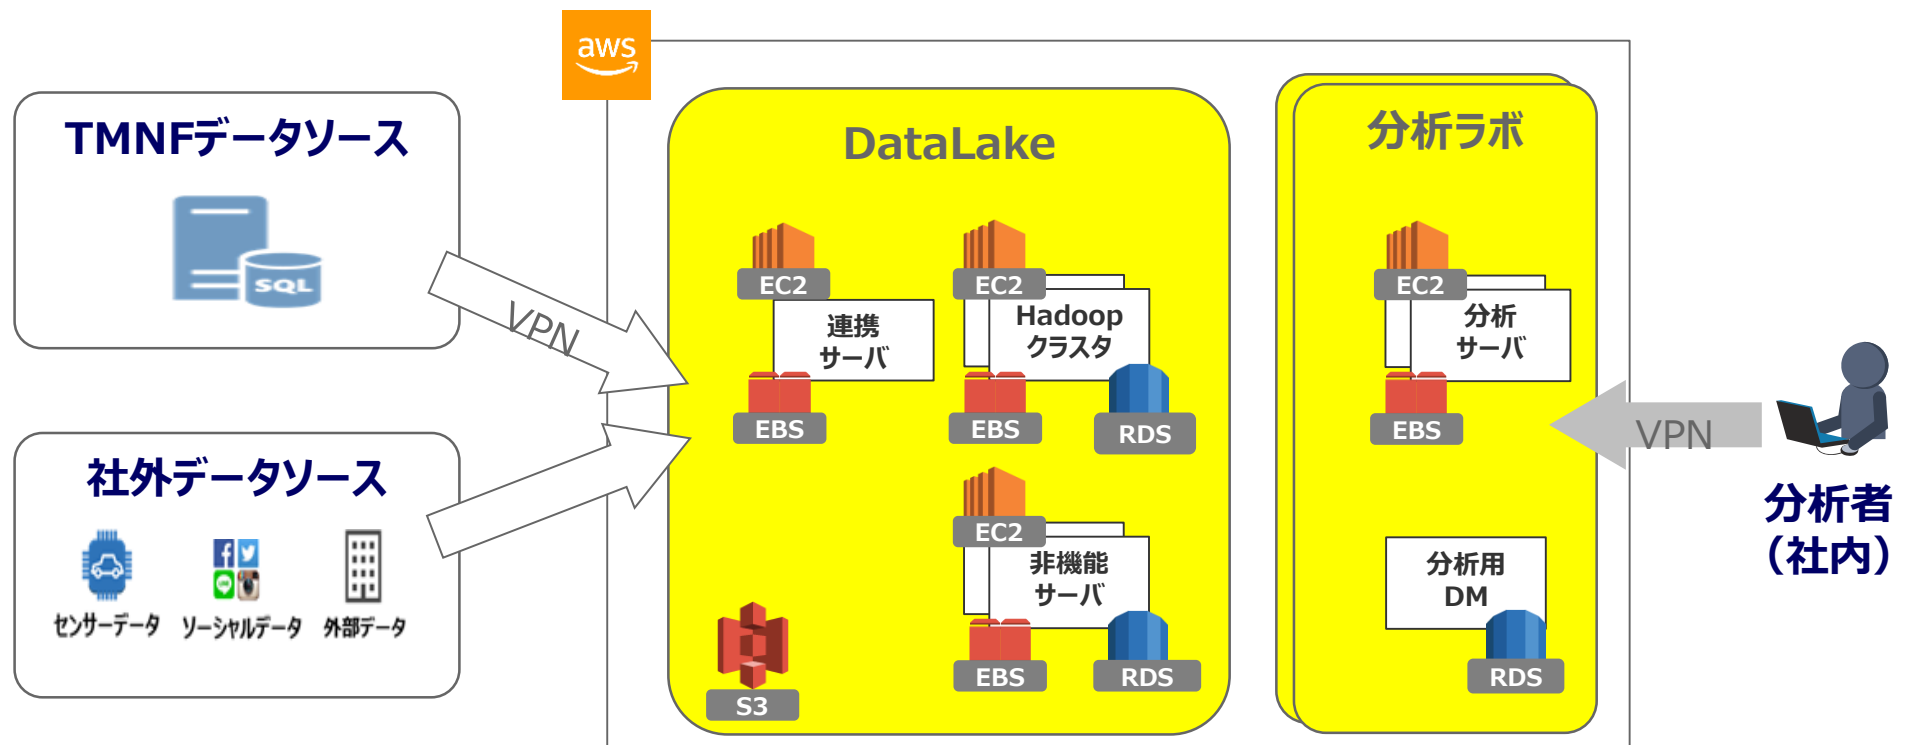 aws
TMNFデータソース
SQL
VPN
社外データソース
センサーデータ
ソーシャルデータ
外部データ
DataLake
EC2
連携
サーバ
EBS
EC2
Hadoop
クラスタ
EBS
RDS
EC2
非機能
サーバ
EBS
RDS
S3
分析ラボ
EC2
分析
サーバ
EBS
分析用
DM
RDS
VPN
分析者
（社内）